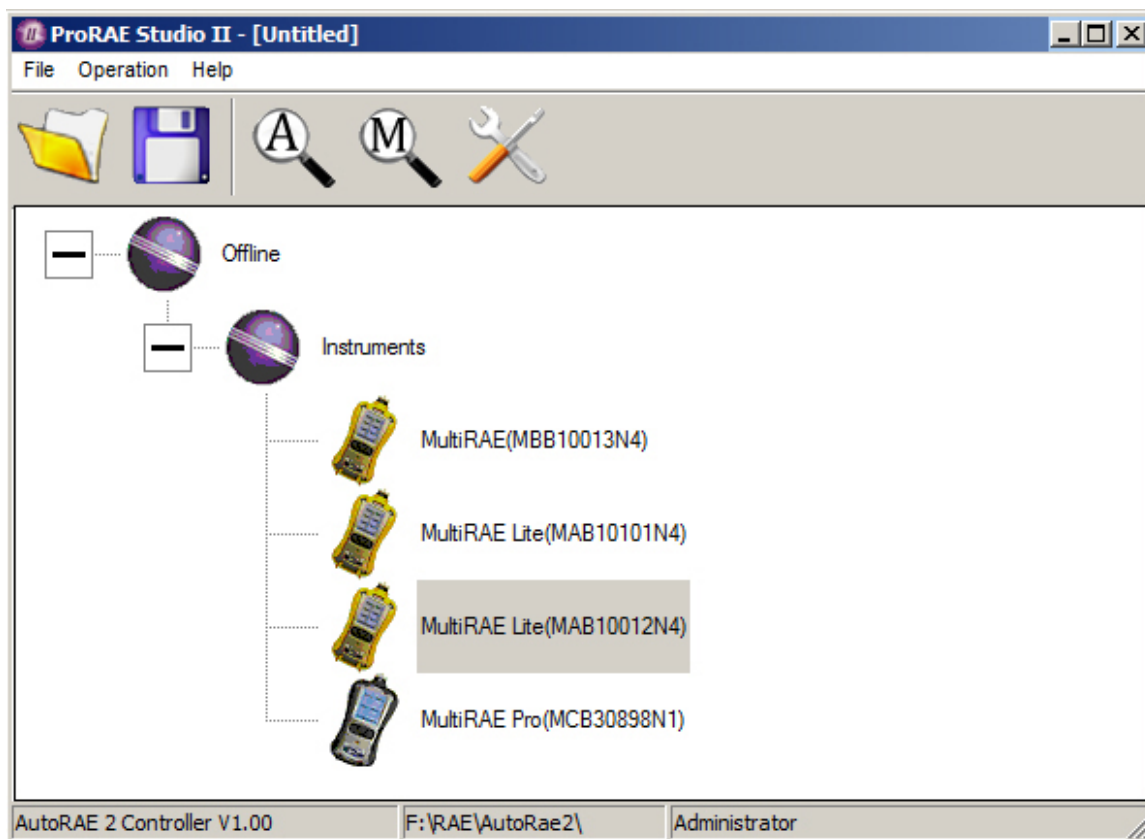 ProRAE Studio II - [Untitled]
File Operation Help
A M
Offline
Instruments
MultiRAE(MBB10013N4)
MultiRAE Lite(MAB10101N4)
MultiRAE Lite(MAB10012N4)
MultiRAE Pro(MCB30898N1)
AutoRAE 2 Controller V1.00 F:\RAE\AutoRae2\ Administrator